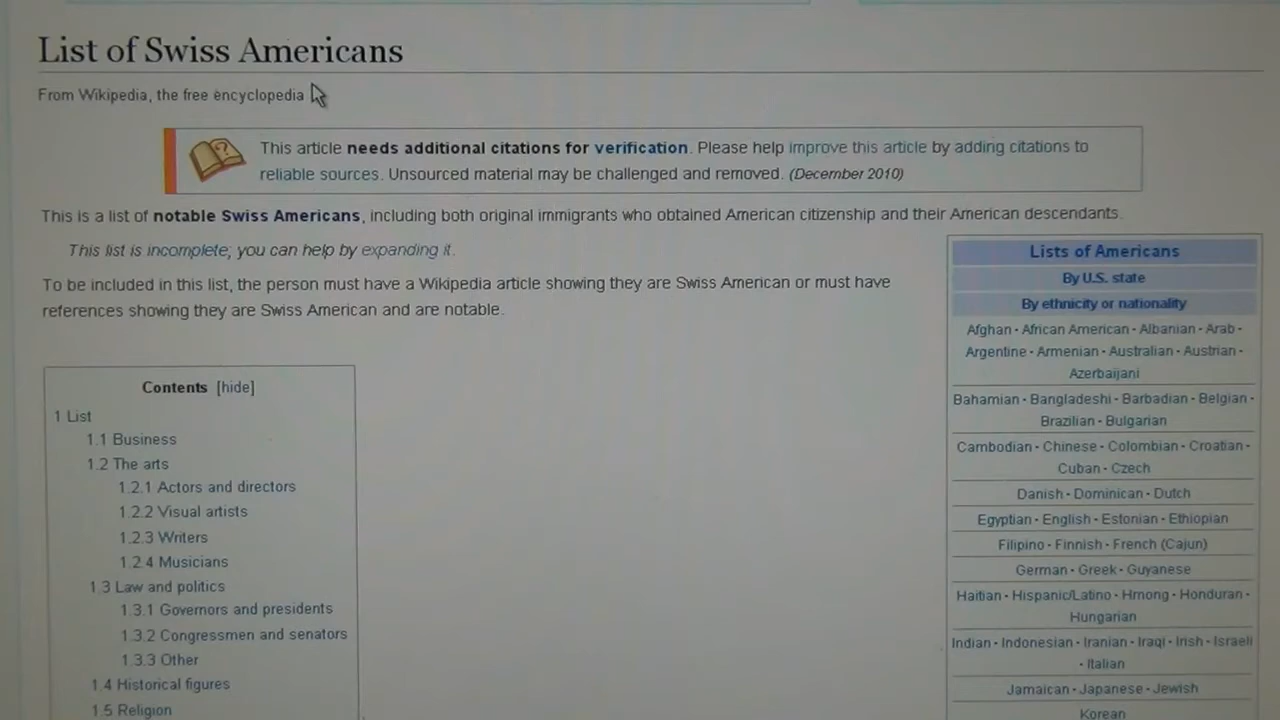 List of Swiss Americans
From Wikipedia, the free encyclopedia
This article needs additional citations for verification. Please help improve this article by adding citations to
reliable sources. Unsourced material may be challenged and removed. (December 2010)
This is a list of notable Swiss Americans, including both original immigrants who obtained American citizenship and their American descendants.
This list is incomplete; you can help by expanding it.
To be included in this list, the person must have a Wikipedia article showing they are Swiss American or must have
references showing they are Swiss American and are notable.
Contents [hide]
1 List
1.1 Business
1.2 The arts
1.2.1 Actors and directors
1.2.2 Visual artists
1.2.3 Writers
1.2.4 Musicians
1.3 Law and politics
1.3.1 Governors and presidents
1.3.2 Congressmen and senators
1.3.3 Other
1.4 Historical figures
1.5 Religion
Lists of Americans
By U.S. state
By ethnicity or nationality
Afghan · African American · Albanian · Arab ·
Argentine · Armenian · Australian · Austrian ·
Azerbaijani
Bahamian · Bangladeshi · Barbadian · Belgian ·
Brazilian · Bulgarian
Cambodian · Chinese · Colombian · Croatian ·
Cuban · Czech
Danish · Dominican · Dutch
Egyptian · English · Estonian · Ethiopian
Filipino · Finnish · French (Cajun)
German · Greek · Guyanese
Haitian · Hispanic/Latino · Hmong · Honduran ·
Hungarian
Indian · Indonesian · Iranian · Iraqi · Irish · Israeli
· Italian
Jamaican · Japanese · Jewish
Korean